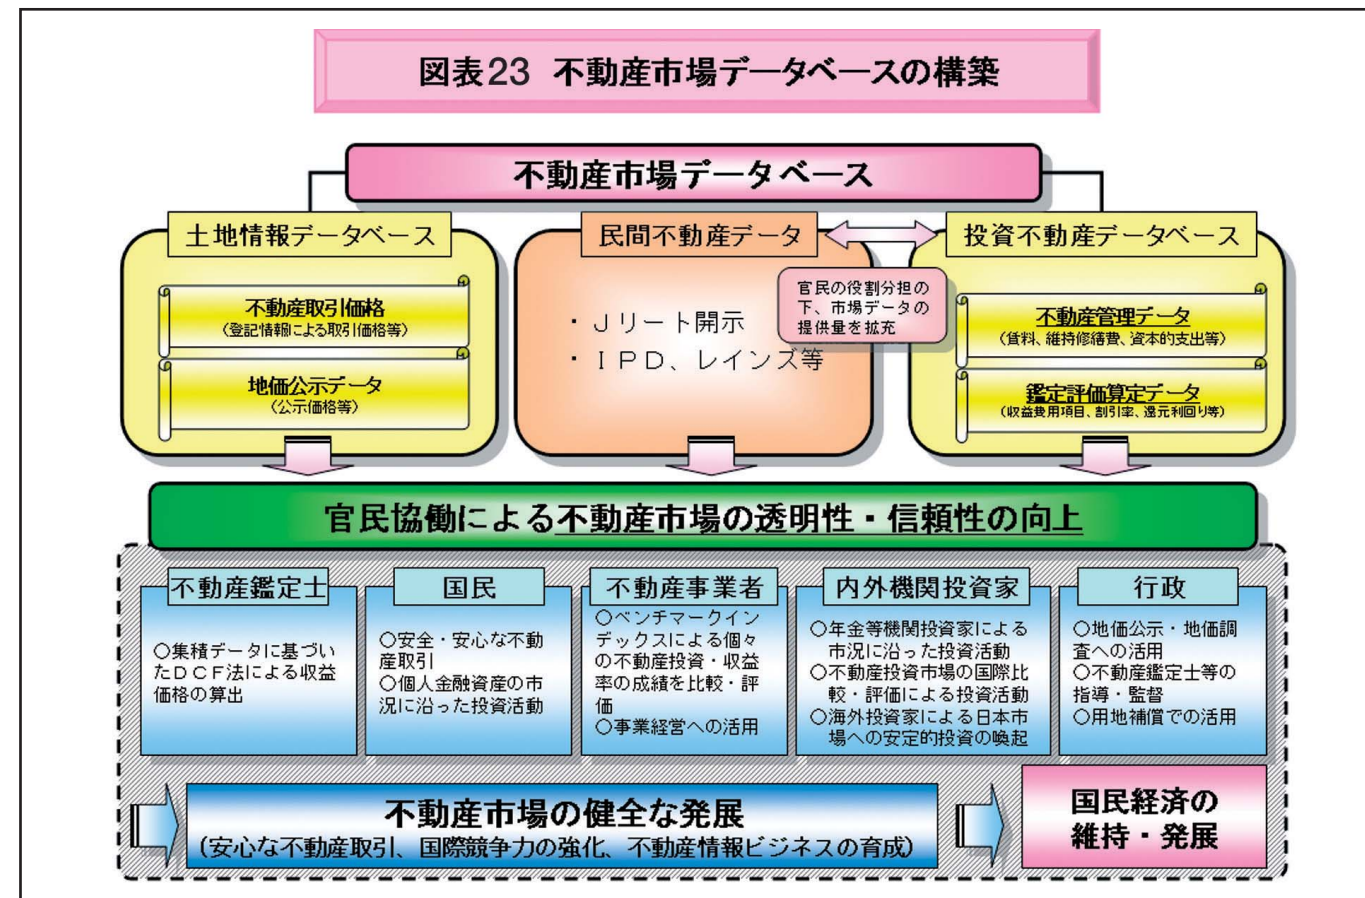 図表23 不動産市場データベースの構築
不動産市場データベース
土地情報データベース
不動産取引価格
(登記情報による取引価格等)
地価公示データ
(公示価格等)
民間不動産データ
・Jリート開示
・IPD、レインズ等
官民の役割分担の
下、市場データの
提供量を拡充
投資不動産データベース
不動産管理データ
(賃料、維持修繕費、資本的支出等)
鑑定評価算定データ
(収益費用項目、割引率、還元利回り等)
官民協働による不動産市場の透明性・信頼性の向上
不動産鑑定士
○集積データに基づい
たDCF法による収益
価格の算出
国民
○安全・安心な不動
産取引
○個人金融資産の市
況に沿った投資活動
不動産事業者
○ベンチマークイン
デックスによる個々
の不動産投資・収益
率の成績を比較・評
価
○事業経営への活用
内外機関投資家
○年金等機関投資家による
市況に沿った投資活動
○不動産投資市場の国際比
較・評価による投資活動
○海外投資家による日本市
場への安定的投資の喚起
行政
○地価公示・地価調
査への活用
○不動産鑑定士等の
指導・監督
○用地補償での活用
不動産市場の健全な発展
(安心な不動産取引、国際競争力の強化、不動産情報ビジネスの育成)
国民経済の
維持・発展